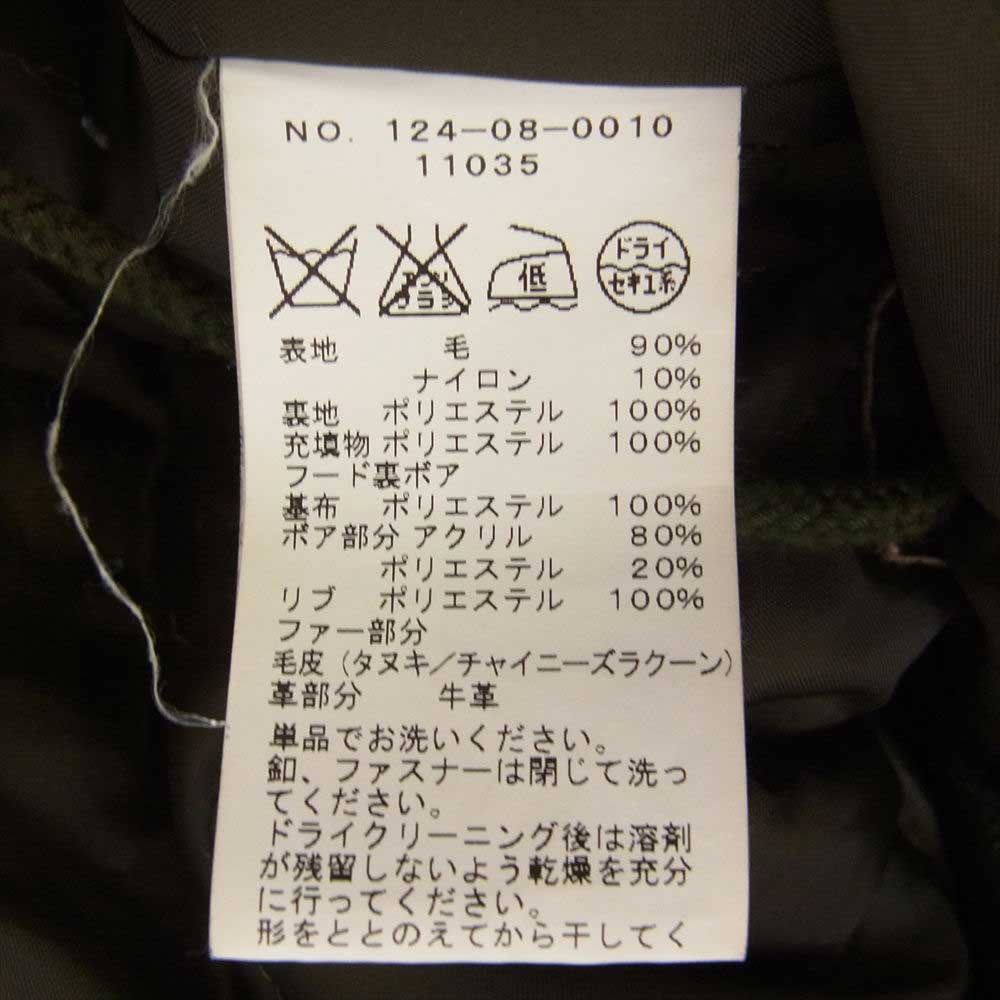 NO. 124-08-0010
11035
エンソ
サラシ
低
ドライ
セキユ系
表地 毛 90%
ナイロン 10%
裏地 ポリエステル 100%
充填物 ポリエステル 100%
フード裏ボア
基布 ポリエステル 100%
ボア部分 アクリル 80%
ポリエステル 20%
リブ ポリエステル 100%
ファー部分
毛皮(タヌキ/チャイニーズラクーン)
革部分 牛革
単品でお洗いください。
釦、ファスナーは閉じて洗っ
てください。
ドライクリーニング後は溶剤
が残留しないよう乾燥を充分
に行ってください。
形をととのえてから干してく